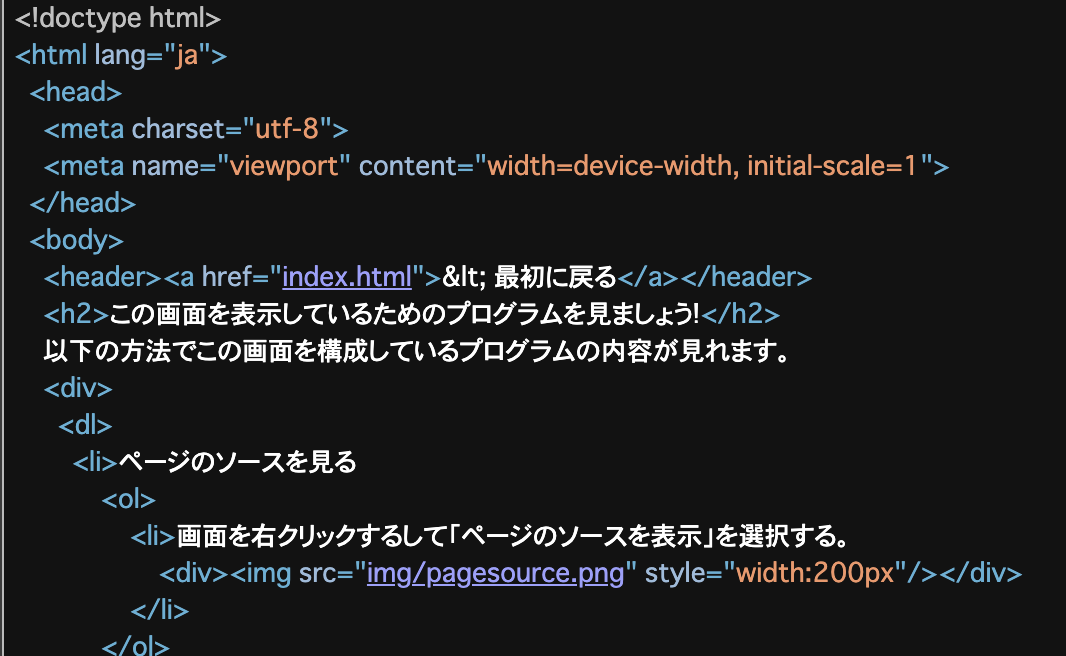 <!doctype html>
<html lang="ja">
<head>
<meta charset="utf-8">
<meta name="viewport" content="width=device-width, initial-scale=1">
</head>
<body>
<header><a href="index.html">&lt; 最初に戻る</a></header>
<h2>この画面を表示しているためのプログラムを見ましょう!</h2>
以下の方法でこの画面を構成しているプログラムの内容が見れます。
<div>
<dl>
<li>ページのソースを見る
<ol>
<li>画面を右クリックするして「ページのソースを表示」を選択する。
<div><img src="img/pagesource.png" style="width:200px"/></div>
</li>
</ol>